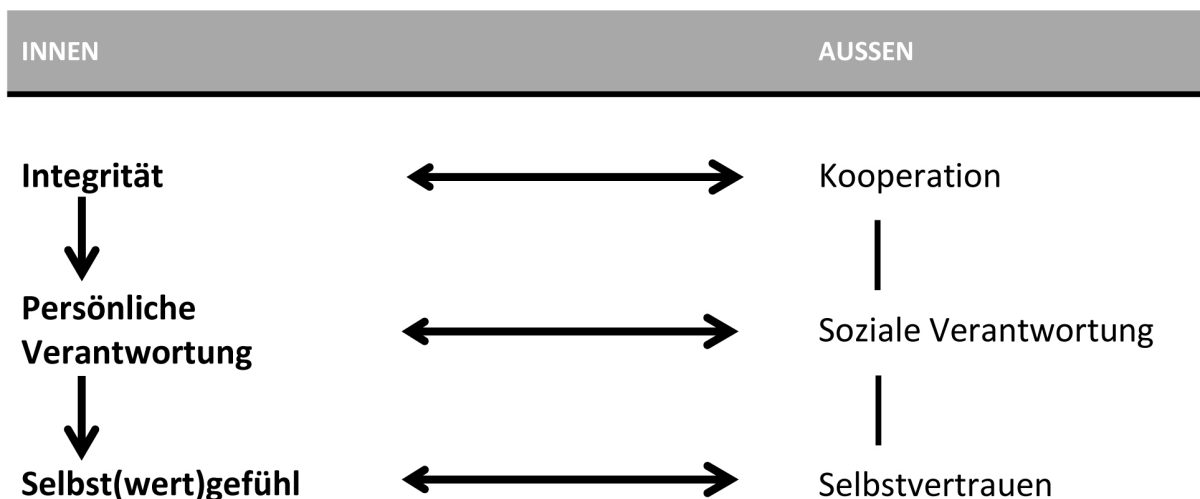 INNEN AUSSEN
Integrität Kooperation
Persönliche
Verantwortung
Soziale Verantwortung
Selbst(wert)gefühl Selbstvertrauen